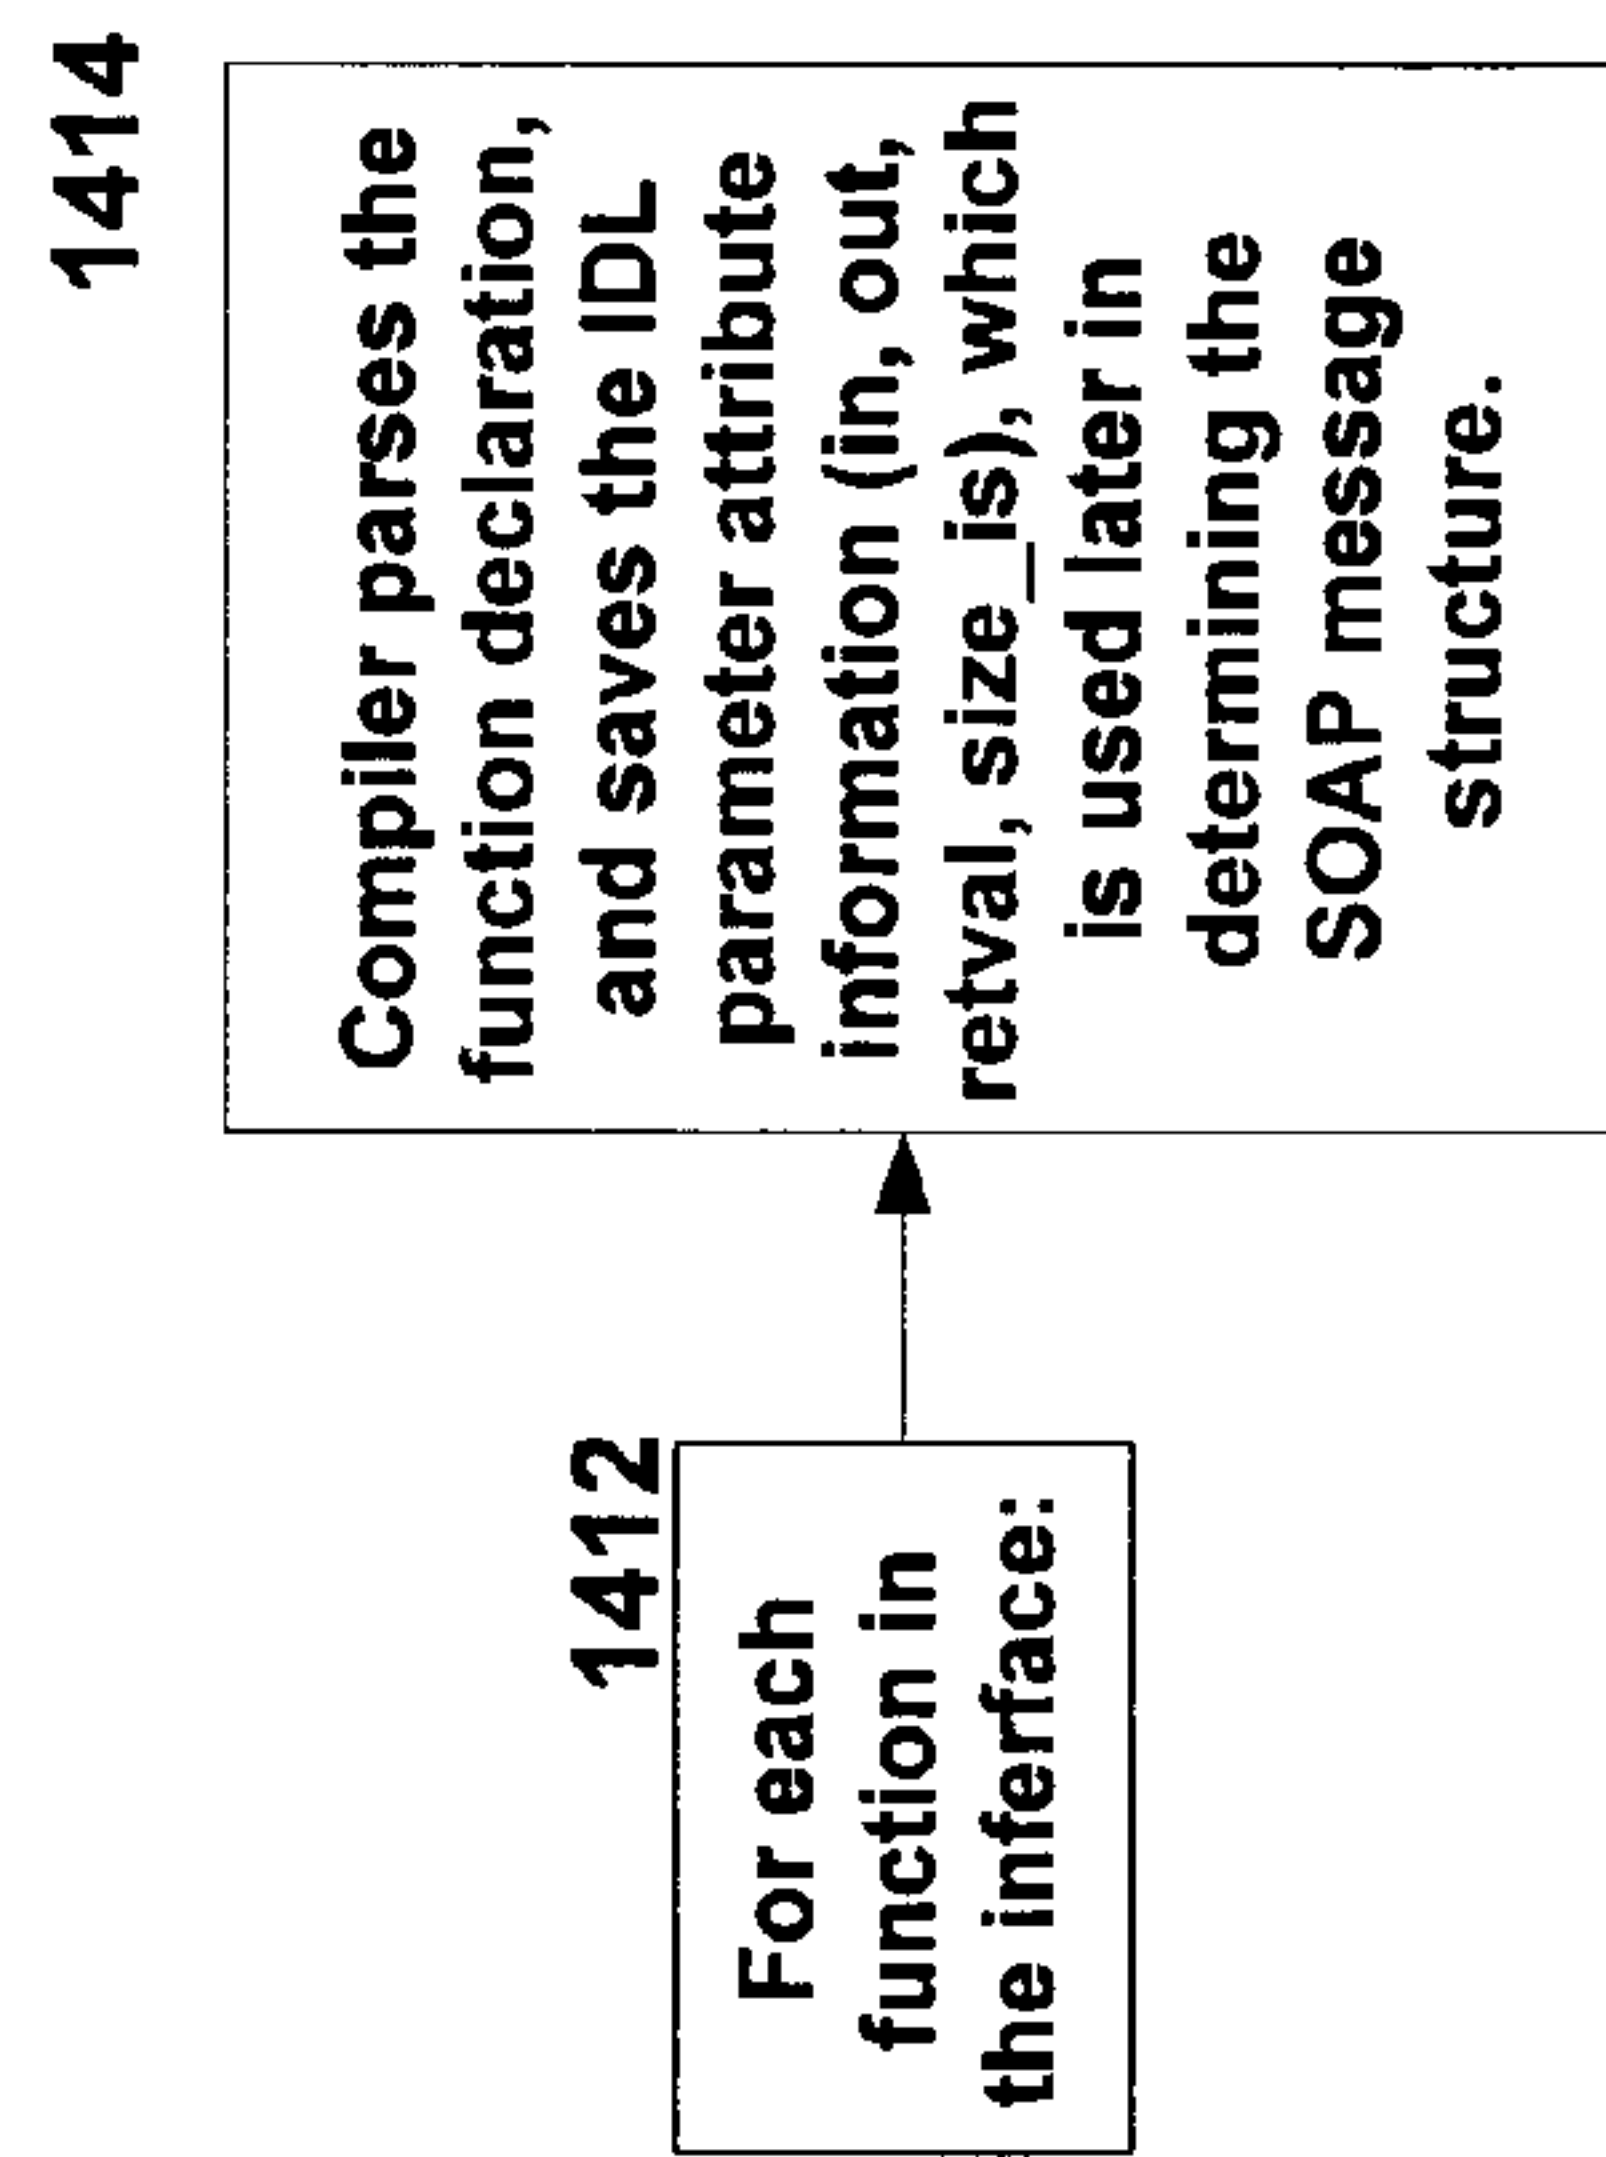 1412
For each
function in
the inferface:
1414
Compiler parses the
function declaration,
and saves the IDL
parameter attribute
information (in, out,
retval, size_is), which
is used later in
determining the
SOAP message
structure.